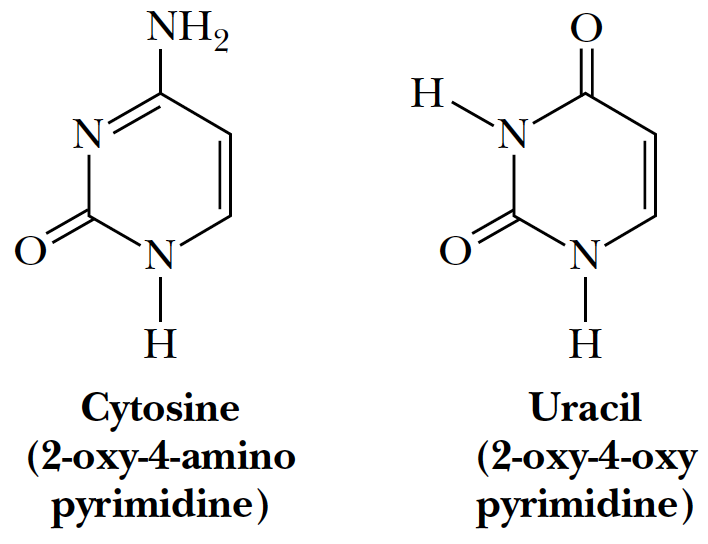 NH₂
N
O
N
H
Cytosine
(2-oxy-4-amino
pyrimidine)
O
H
N
O
N
H
Uracil
(2-oxy-4-oxy
pyrimidine)